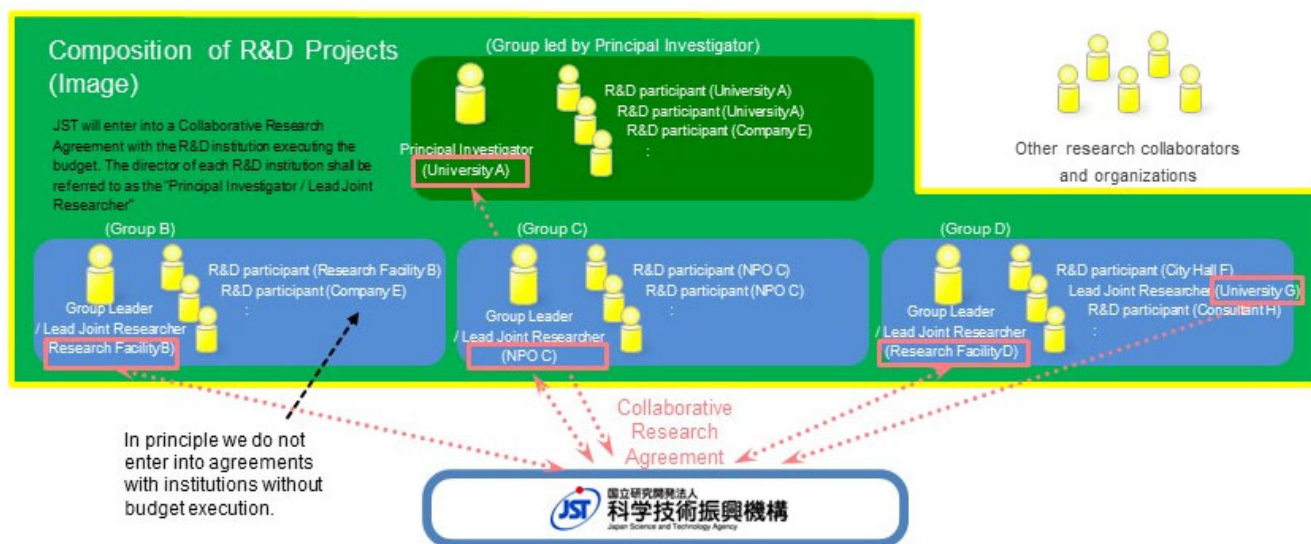 Composition of R&D Projects
(Image)
JST will enter into a Collaborative Research
Agreement with the R&D institution executing the
budget. The director of each R&D institution shall be
referred to as the "Principal Investigator / Lead Joint
Researcher"
(Group led by Principal Investigator)
R&D participant (University A)
R&D participant (University A)
R&D participant (Company E)
:
Principal Investigator
(University A)
Other research collaborators
and organizations
(Group B)
R&D participant (Research Facility B)
R&D participant (Company E)
:
Group Leader
/ Lead Joint Researcher
Research Facility B)
(Group C)
R&D participant (NPO C)
R&D participant (NPO C)
:
Group Leader
/ Lead Joint Researcher
(NPO C)
(Group D)
R&D participant (City Hall F)
Lead Joint Researcher (University G)
R&D participant (Consultant H)
:
Group Leader
/ Lead Joint Researcher
(Research Facility D)
In principle we do not
enter into agreements
with institutions without
budget execution.
Collaborative
Research
Agreement
JST
国立研究開発法人
科学技術振興機構
Japan Science and Technology Agency